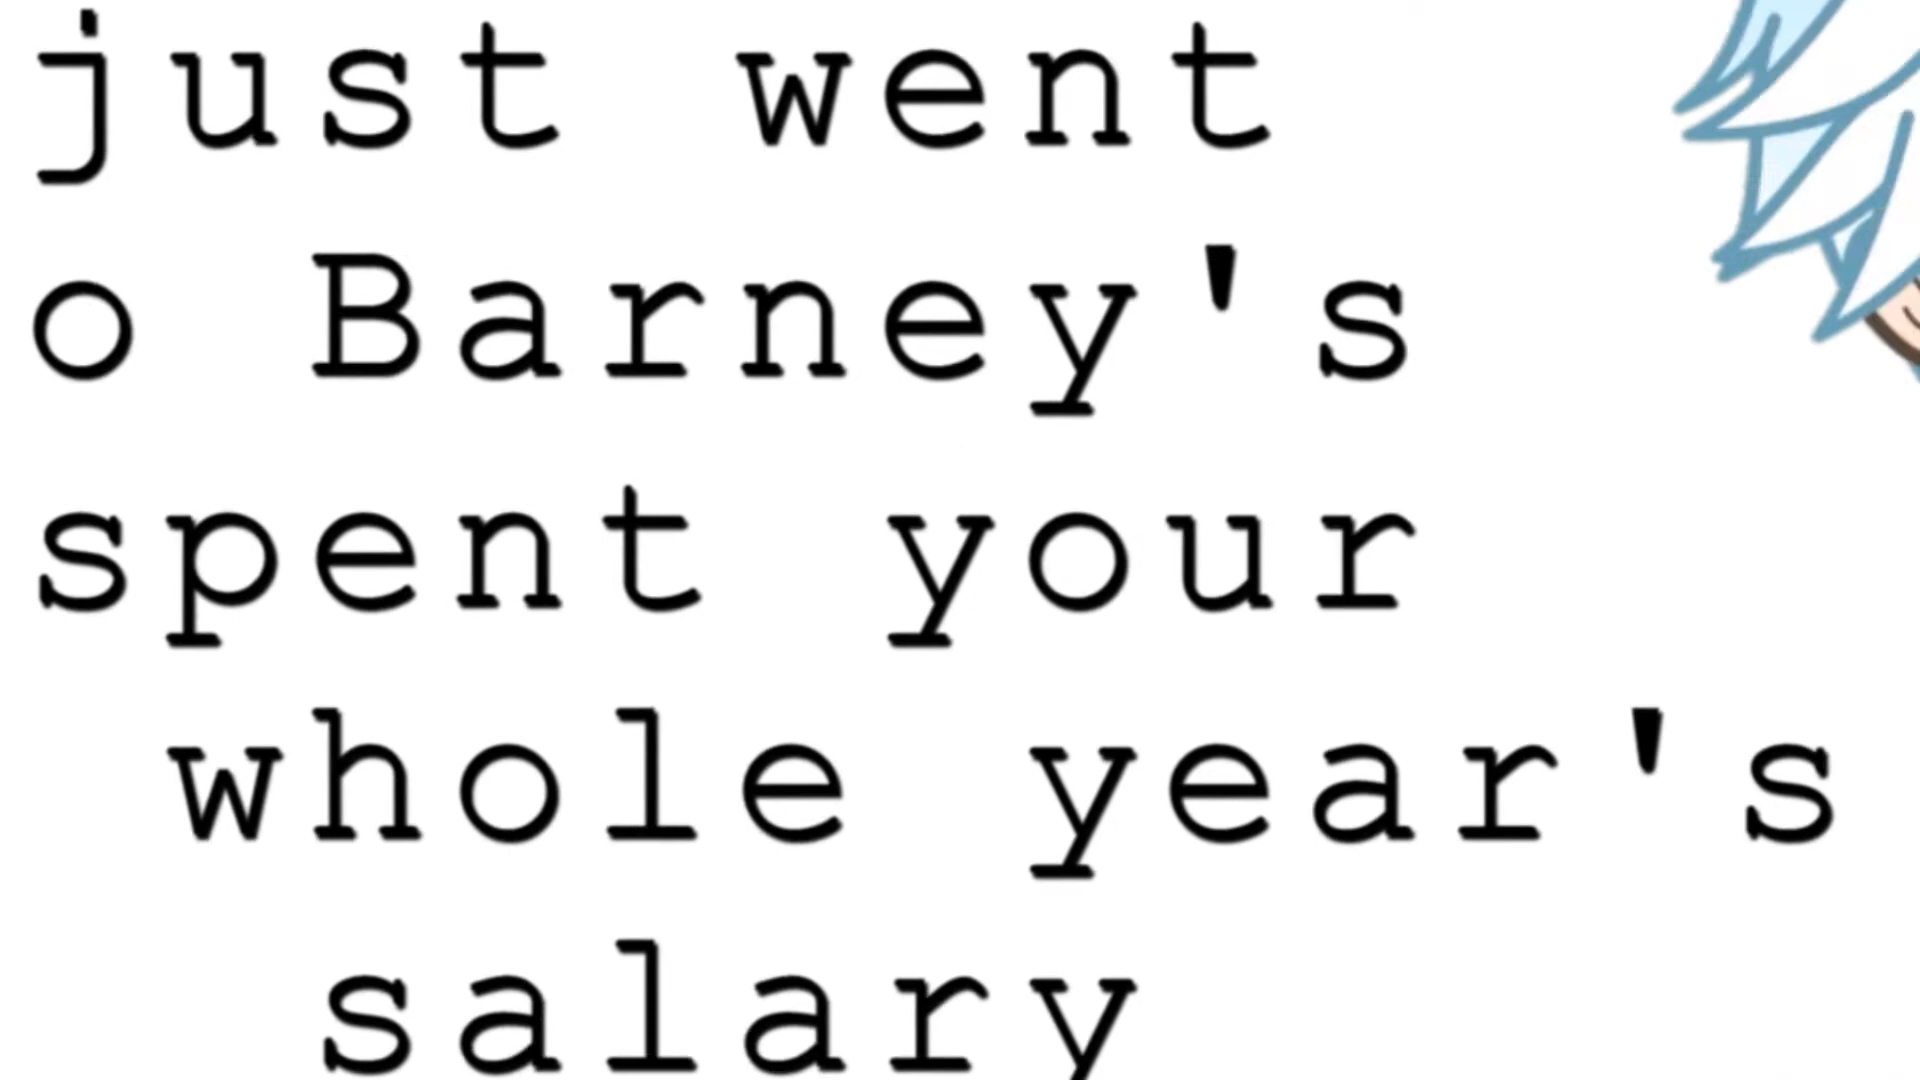 just went
o Barney's
spent your
whole year's
salary